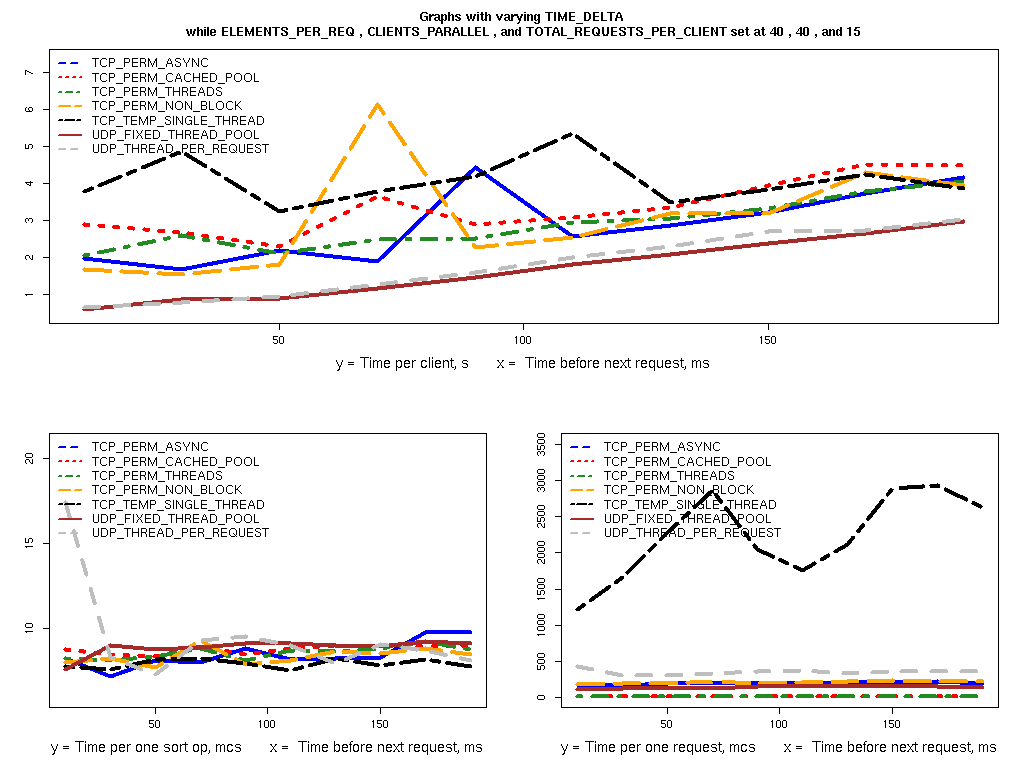 Graphs with varying TIME_DELTA
while ELEMENTS_PER_REQ , CLIENTS_PARALLEL , and TOTAL_REQUESTS_PER_CLIENT set at 40 , 40 , and 15
7
6
5
4
3
2
1
TCP_PERM_ASYNC
TCP_PERM_CACHED_POOL
TCP_PERM_THREADS
TCP_PERM_NON_BLOCK
TCP_TEMP_SINGLE_THREAD
UDP_FIXED_THREAD_POOL
UDP_THREAD_PER_REQUEST
50 100 150
y = Time per client, s x = Time before next request, ms
20
15
10
TCP_PERM_ASYNC
TCP_PERM_CACHED_POOL
TCP_PERM_THREADS
TCP_PERM_NON_BLOCK
TCP_TEMP_SINGLE_THREAD
UDP_FIXED_THREAD_POOL
UDP_THREAD_PER_REQUEST
50 100 150
y = Time per one sort op, mcs x = Time before next request, ms
3500
3000
2500
2000
1500
1000
500
0
TCP_PERM_ASYNC
TCP_PERM_CACHED_POOL
TCP_PERM_THREADS
TCP_PERM_NON_BLOCK
TCP_TEMP_SINGLE_THREAD
UDP_FIXED_THREAD_POOL
UDP_THREAD_PER_REQUEST
50 100 150
y = Time per one request, mcs x = Time before next request, ms